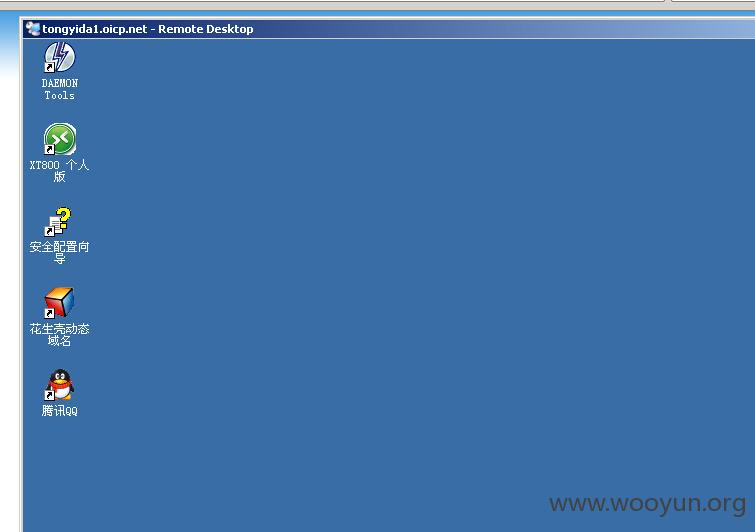 tongyida1.oicp.net - Remote Desktop
DAEMON
Tools
XT800 个人
版
安全配置向
导
花生壳动态
域名
腾讯QQ
www.wooyun.org